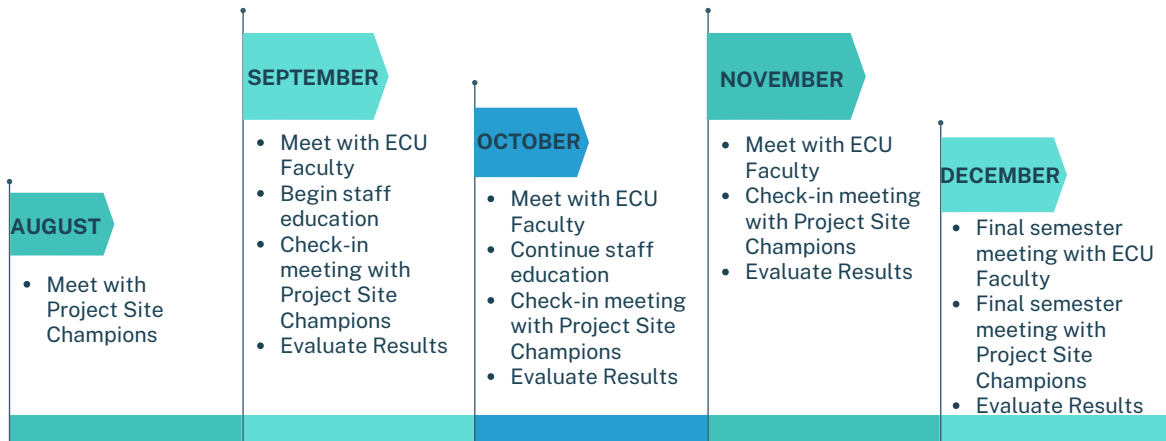 AUGUST
• Meet with
Project Site
Champions
SEPTEMBER
• Meet with ECU
Faculty
• Begin staff
education
• Check-in
meeting with
Project Site
Champions
• Evaluate Results
OCTOBER
• Meet with ECU
Faculty
• Continue staff
education
• Check-in meeting
with Project Site
Champions
• Evaluate Results
NOVEMBER
• Meet with ECU
Faculty
• Check-in meeting
with Project Site
Champions
• Evaluate Results
DECEMBER
• Final semester
meeting with ECU
Faculty
• Final semester
meeting with
Project Site
Champions
• Evaluate Results